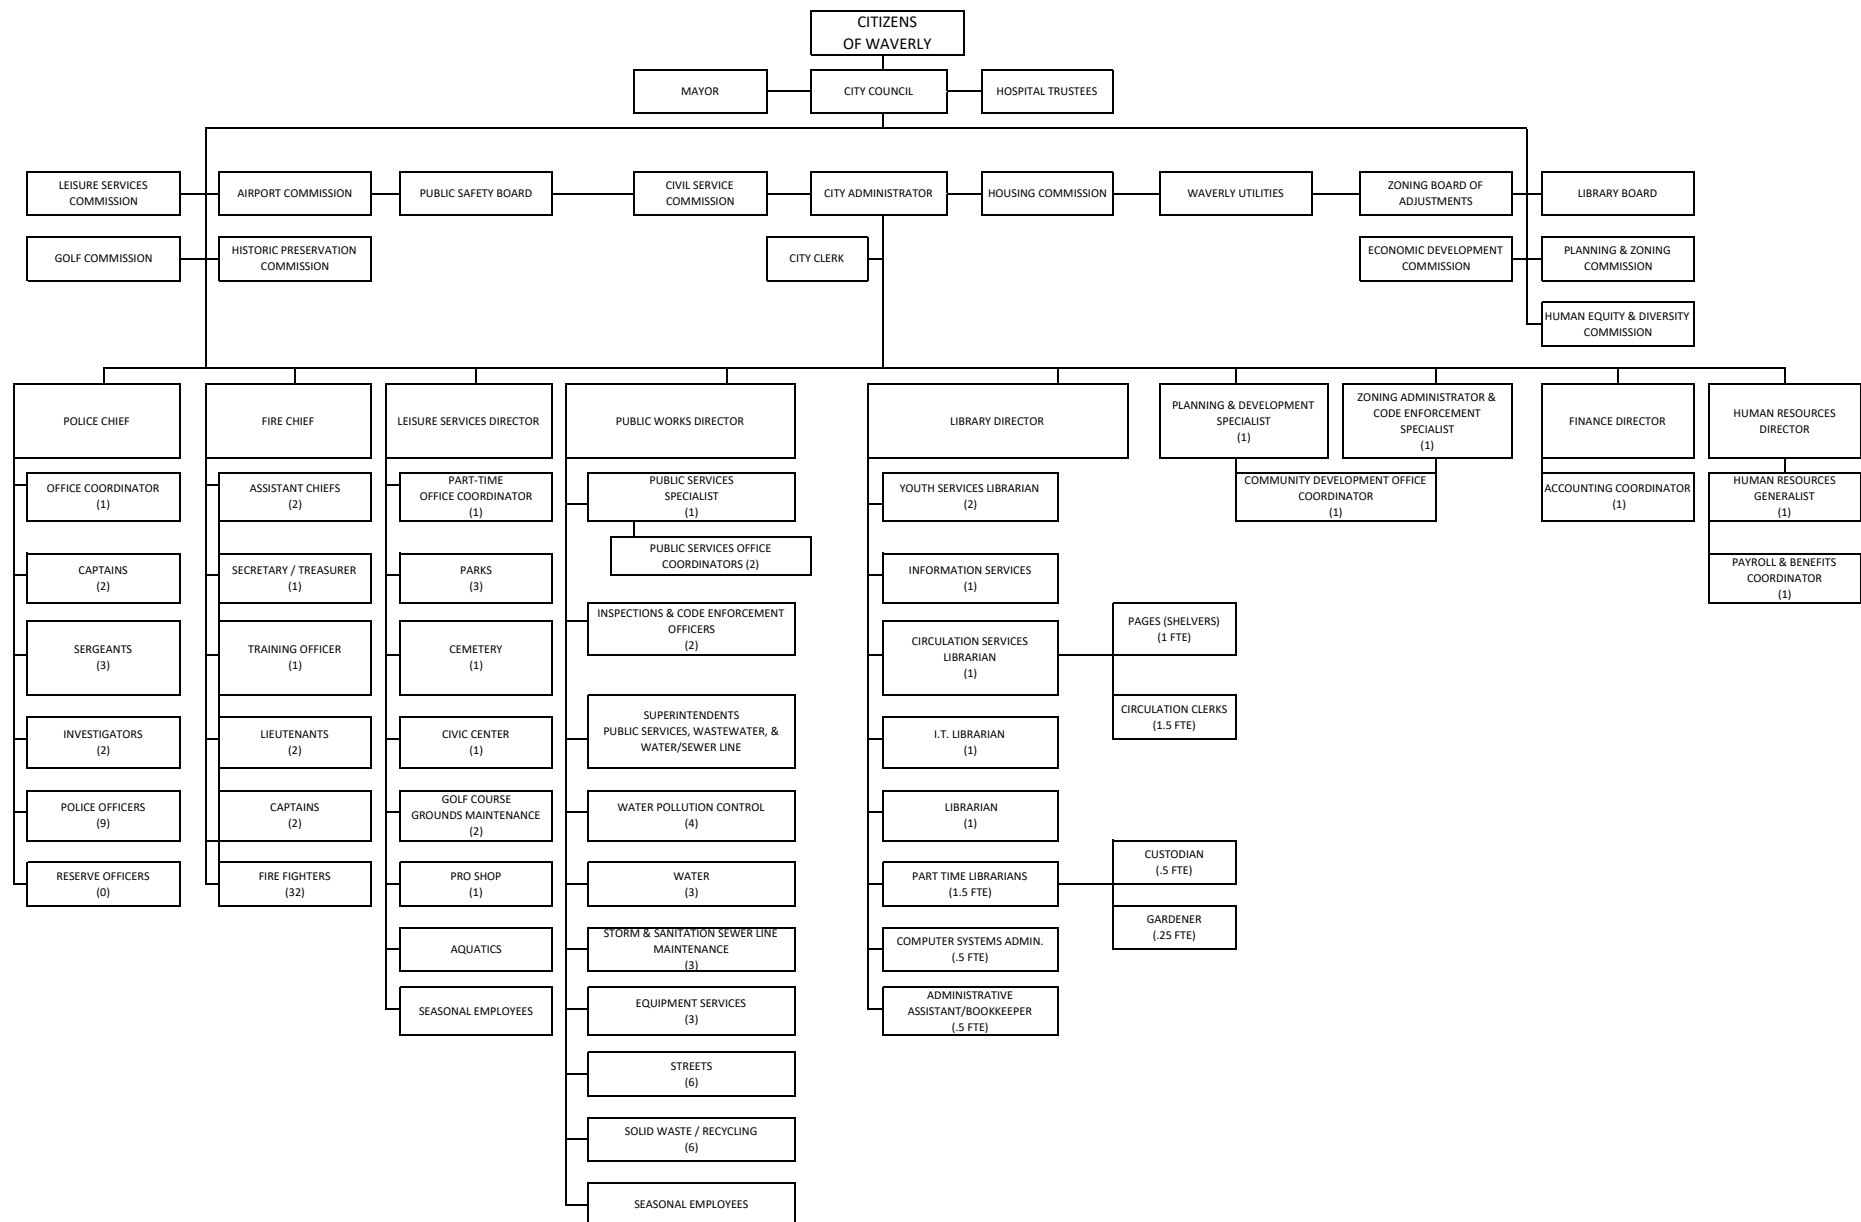 CITIZENS
OF WAVERLY
MAYOR
CITY COUNCIL
HOSPITAL TRUSTEES
LEISURE SERVICES
COMMISSION
AIRPORT COMMISSION
PUBLIC SAFETY BOARD
CIVIL SERVICE
COMMISSION
CITY ADMINISTRATOR
HOUSING COMMISSION
WAVERLY UTILITIES
ZONING BOARD OF
ADJUSTMENTS
LIBRARY BOARD
GOLF COMMISSION
HISTORIC PRESERVATION
COMMISSION
CITY CLERK
ECONOMIC DEVELOPMENT
COMMISSION
PLANNING & ZONING
COMMISSION
HUMAN EQUITY & DIVERSITY
COMMISSION
POLICE CHIEF
OFFICE COORDINATOR
(1)
CAPTAINS
(2)
SERGEANTS
(3)
INVESTIGATORS
(2)
POLICE OFFICERS
(9)
RESERVE OFFICERS
(0)
FIRE CHIEF
ASSISTANT CHIEFS
(2)
SECRETARY / TREASURER
(1)
TRAINING OFFICER
(1)
LIEUTENANTS
(2)
CAPTAINS
(2)
FIRE FIGHTERS
(32)
LEISURE SERVICES DIRECTOR
PART-TIME
OFFICE COORDINATOR
(1)
PARKS
(3)
CEMETERY
(1)
CIVIC CENTER
(1)
GOLF COURSE
GROUNDS MAINTENANCE
(2)
PRO SHOP
(1)
AQUATICS
SEASONAL EMPLOYEES
PUBLIC WORKS DIRECTOR
PUBLIC SERVICES
SPECIALIST
(1)
PUBLIC SERVICES OFFICE
COORDINATORS (2)
INSPECTIONS & CODE ENFORCEMENT
OFFICERS
(2)
SUPERINTENDENTS
PUBLIC SERVICES, WASTEWATER, &
WATER/SEWER LINE
WATER POLLUTION CONTROL
(4)
WATER
(3)
STORM & SANITATION SEWER LINE
MAINTENANCE
(3)
EQUIPMENT SERVICES
(3)
STREETS
(6)
SOLID WASTE / RECYCLING
(6)
SEASONAL EMPLOYEES
LIBRARY DIRECTOR
YOUTH SERVICES LIBRARIAN
(2)
INFORMATION SERVICES
(1)
CIRCULATION SERVICES
LIBRARIAN
(1)
PAGES (SHELVERS)
(1 FTE)
CIRCULATION CLERKS
(1.5 FTE)
I.T. LIBRARIAN
(1)
LIBRARIAN
(1)
PART TIME LIBRARIANS
(1.5 FTE)
CUSTODIAN
(.5 FTE)
GARDENER
(.25 FTE)
COMPUTER SYSTEMS ADMIN.
(.5 FTE)
ADMINISTRATIVE
ASSISTANT/BOOKKEEPER
(.5 FTE)
PLANNING & DEVELOPMENT
SPECIALIST
(1)
ZONING ADMINISTRATOR &
CODE ENFORCEMENT
SPECIALIST
(1)
COMMUNITY DEVELOPMENT OFFICE
COORDINATOR
(1)
FINANCE DIRECTOR
ACCOUNTING COORDINATOR
(1)
HUMAN RESOURCES
DIRECTOR
HUMAN RESOURCES
GENERALIST
(1)
PAYROLL & BENEFITS
COORDINATOR
(1)